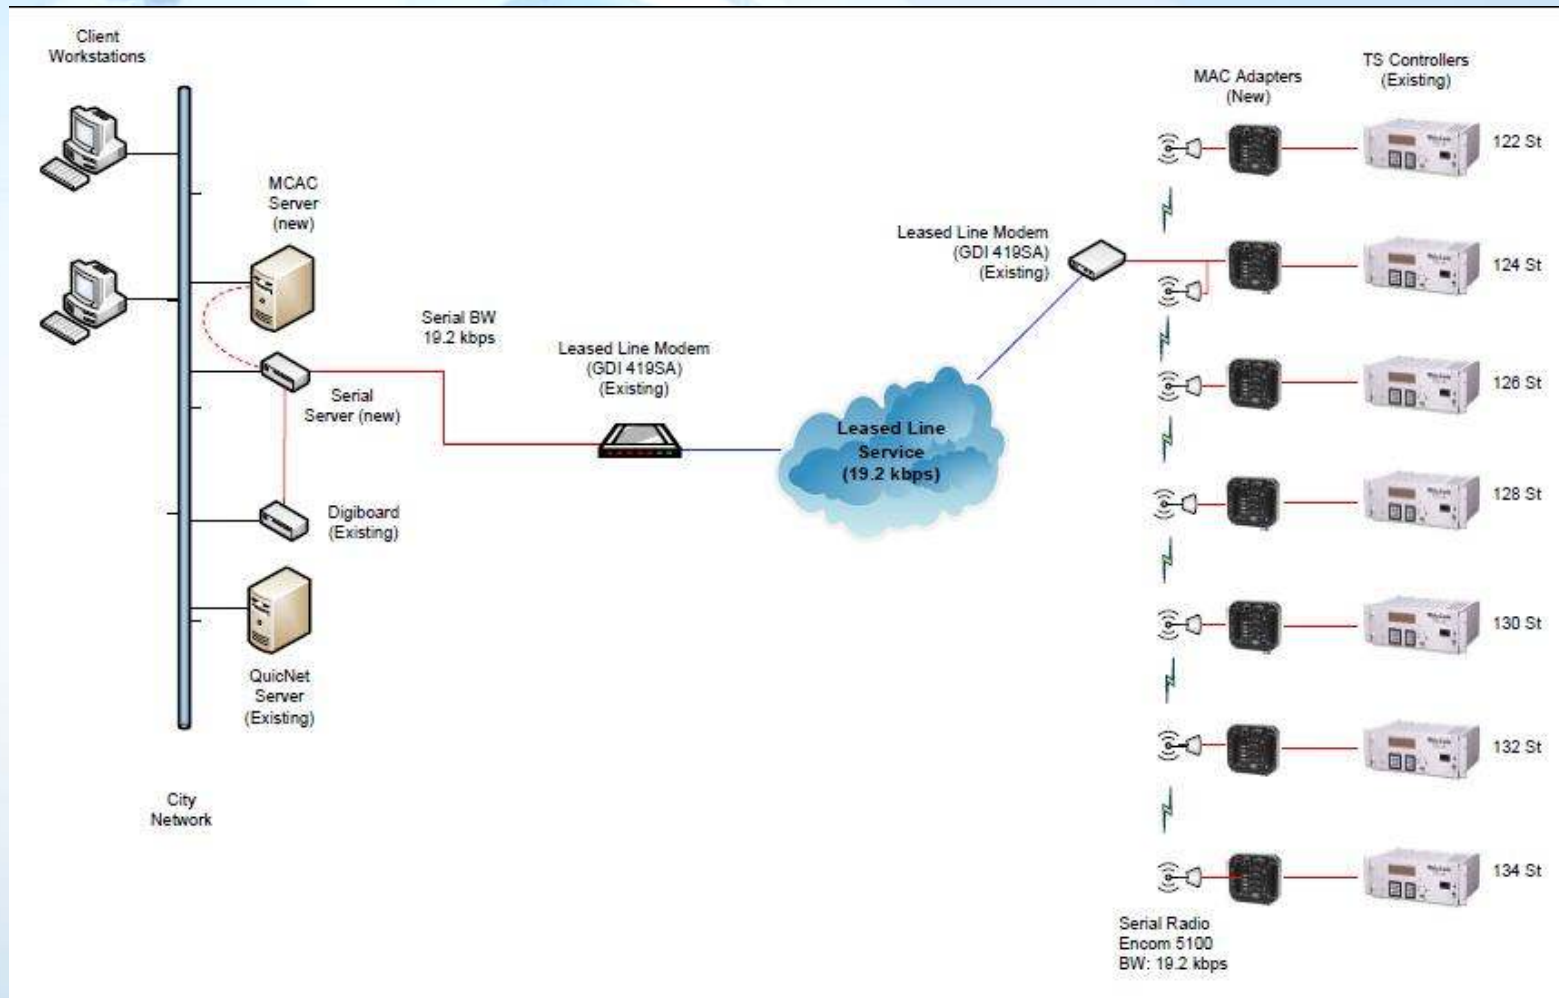 Client
Workstations
MCAC
Server
(new)
Serial BW
19.2 kbps
Leased Line Modem
(GDI 419SA)
(Existing)
Serial
Server (new)
Digiboard
(Existing)
QuicNet
Server
(Existing)
City
Network
Leased Line
Service
(19.2 kbps)
Leased Line Modem
(GDI 419SA)
(Existing)
MAC Adapters
(New)
TS Controllers
(Existing)
122 St
124 St
126 St
128 St
130 St
132 St
134 St
Serial Radio
Encom 5100
BW: 19.2 kbps